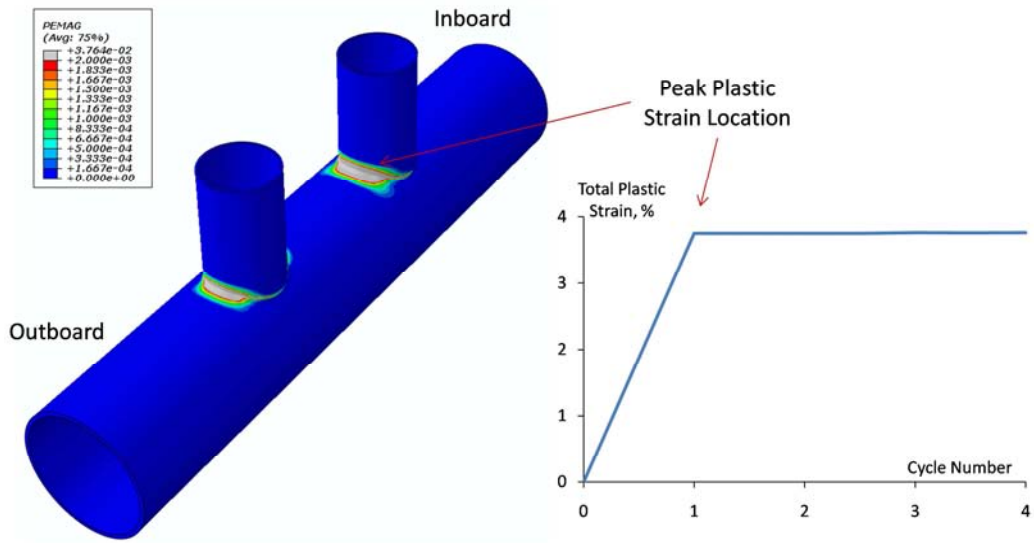 PEMAG
(Avg: 75%)
+3.764e-02
+2.000e-03
+1.833e-03
+1.667e-03
+1.500e-03
+1.333e-03
+1.167e-03
+1.000e-03
+8.333e-04
+6.667e-04
+5.000e-04
+3.333e-04
+1.667e-04
+0.000e+00
Inboard
Outboard
Peak Plastic
Strain Location
Total Plastic
Strain, %
4
3
2
1
0
Cycle Number
0 1 2 3 4